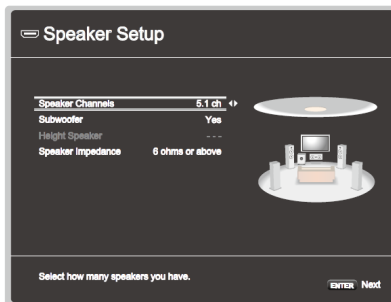 Speaker Setup
Speaker Channels 5.1 ch
Subwoofer Yes
Height Speaker ---
Speaker Impedance 6 ohms or above
Select how many speakers you have.
ENTER Next